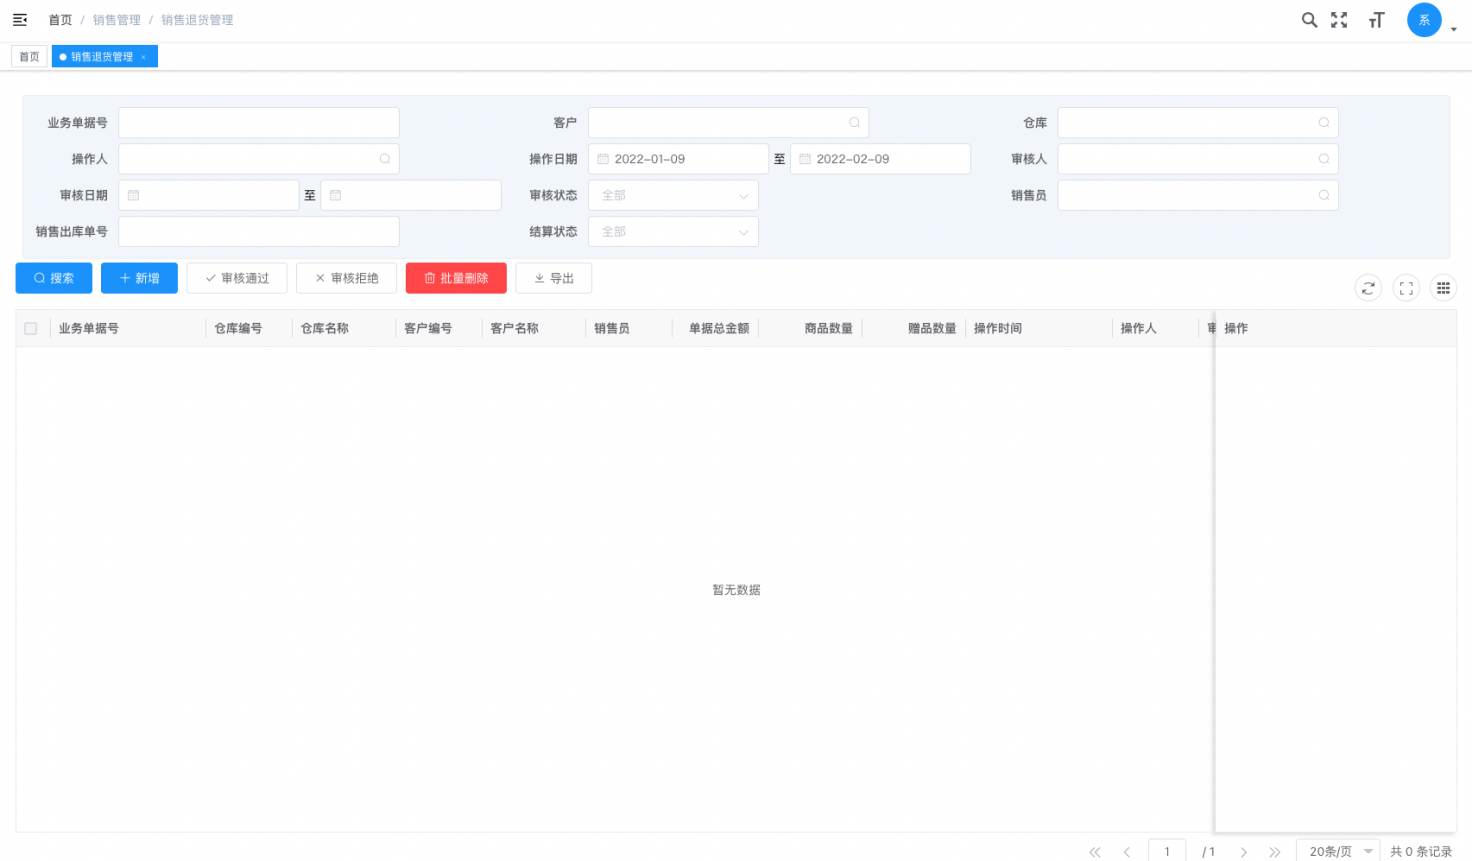 首页 / 销售管理 / 销售退货管理 系
首页 销售退货管理 ×
业务单据号 客户 仓库
操作人 操作日期 2022-01-09 至 2022-02-09 审核人
审核日期 至 审核状态 全部 销售员
销售出库单号 结算状态 全部
搜索 新增 审核通过 审核拒绝 批量删除 导出
业务单据号 仓库编号 仓库名称 客户编号 客户名称 销售员 单据总金额 商品数量 赠品数量 操作时间 操作人 操作
暂无数据
1 / 1 20条/页 共 0 条记录